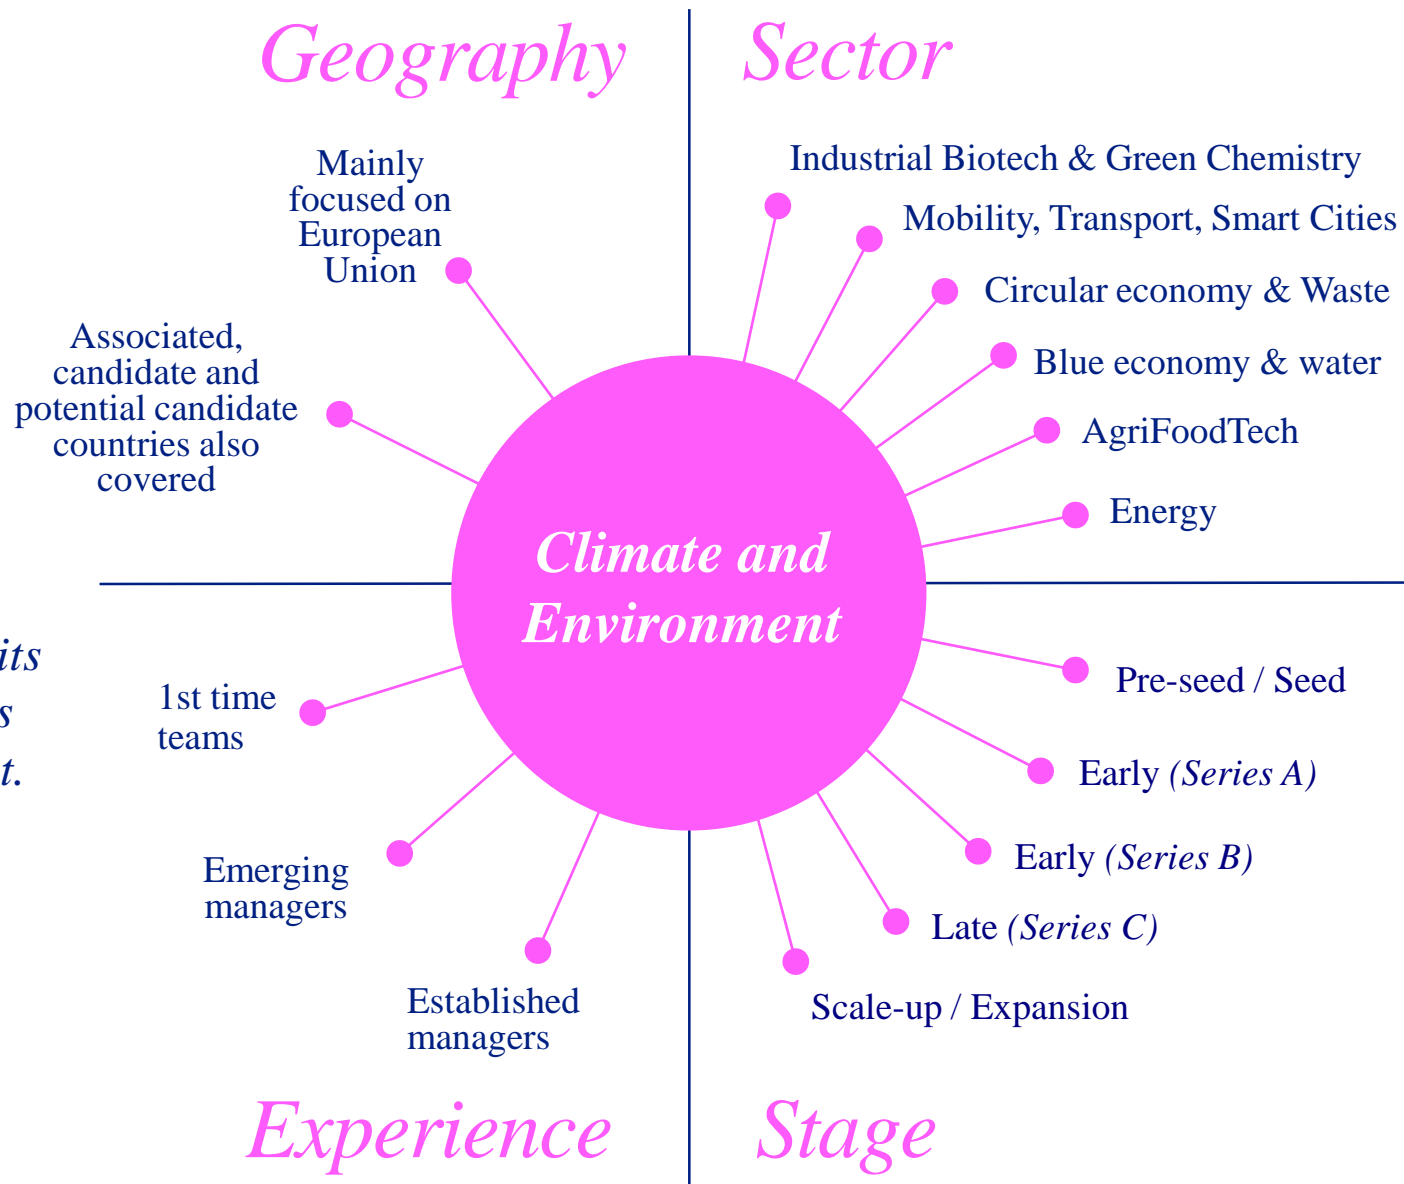 Geography
Sector
Mainly
focused on
European
Union
Associated,
candidate and
potential candidate
countries also
covered
Industrial Biotech & Green Chemistry
Mobility, Transport, Smart Cities
Circular economy & Waste
Blue economy & water
AgriFoodTech
Energy
Climate and
Environment
its
s
t.
1st time
teams
Emerging
managers
Established
managers
Pre-seed / Seed
Early (Series A)
Early (Series B)
Late (Series C)
Scale-up / Expansion
Experience
Stage